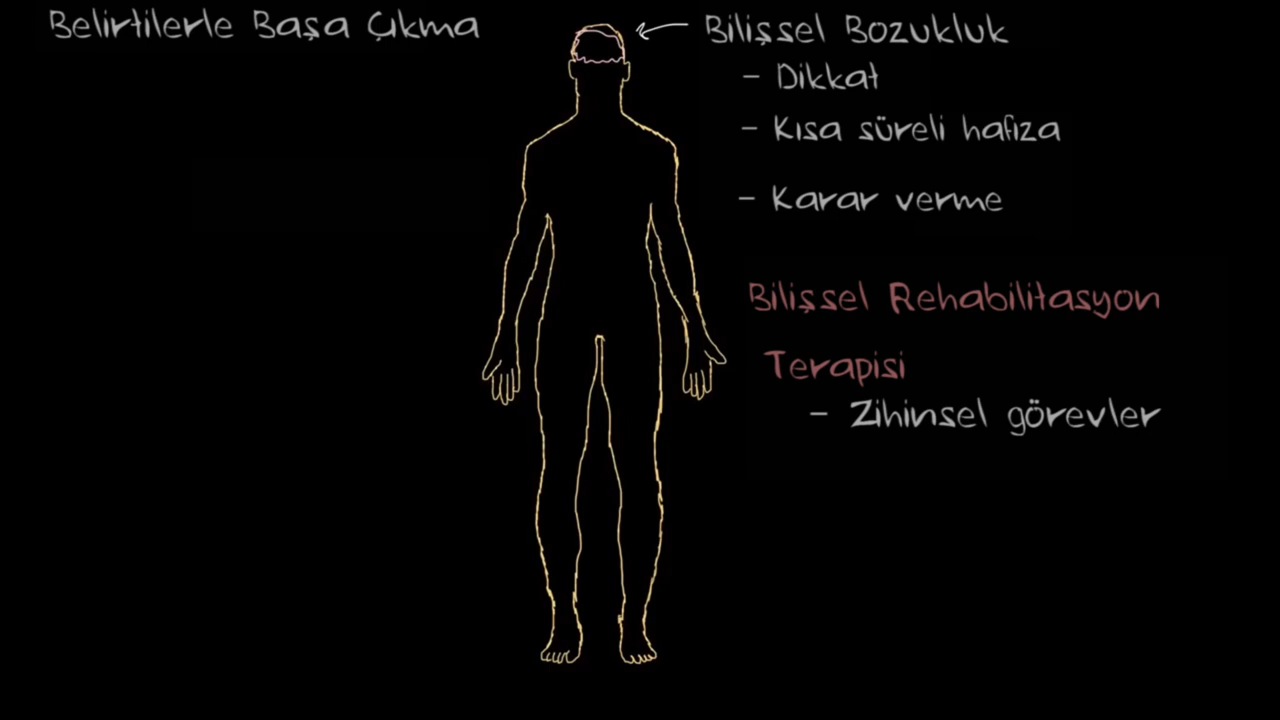 Belirtilerle Başa Çıkma
Bilişsel Bozukluk
- Dikkat
- Kısa süreli hafıza
- Karar verme
Bilişsel Rehabilitasyon
Terapisi
- Zihinsel görevler